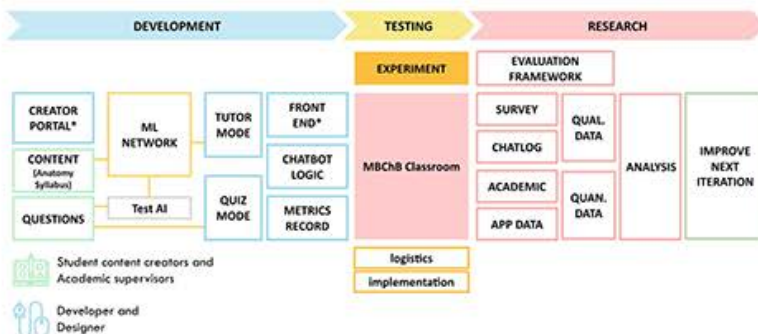 DEVELOPMENT
TESTING
RESEARCH
EXPERIMENT
EVALUATION
FRAMEWORK
CREATOR
PORTAL*
ML
NETWORK
TUTOR
MODE
FRONT
END*
MBChB Classroom
SURVEY
QUAL.
DATA
ANALYSIS
IMPROVE
NEXT
ITERATION
CONTENT
(Anatomy
Syllabus)
CHATBOT
LOGIC
CHATLOG
QUESTIONS
Test AI
QUIZ
MODE
METRICS
RECORD
ACADEMIC
QUAN.
DATA
APP DATA
logistics
implementation
Student content creators and
Academic supervisors
Developer and
Designer